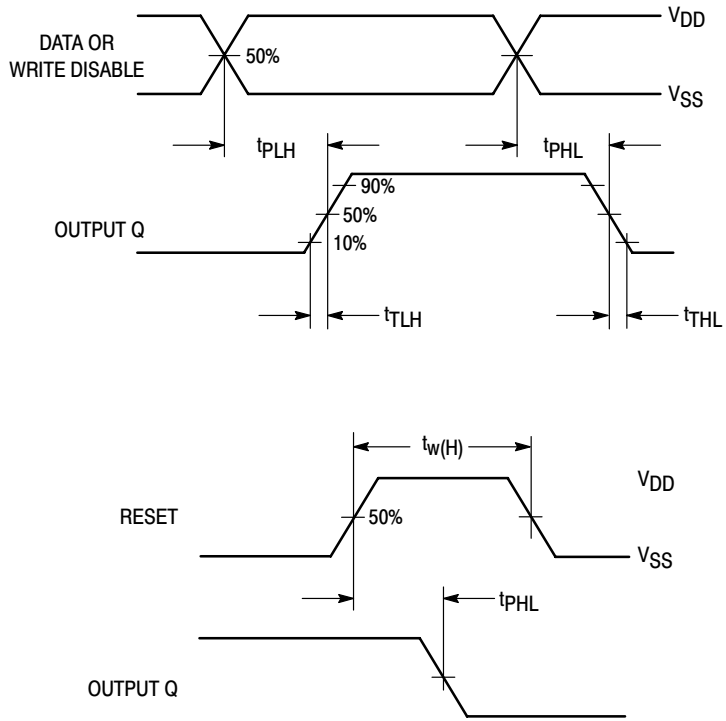 DATA OR
WRITE DISABLE
50%
VDD
VSS
tPLH
tPHL
OUTPUT Q
90%
50%
10%
tTLH
tTHL
tw(H)
RESET
50%
VDD
VSS
tPHL
OUTPUT Q